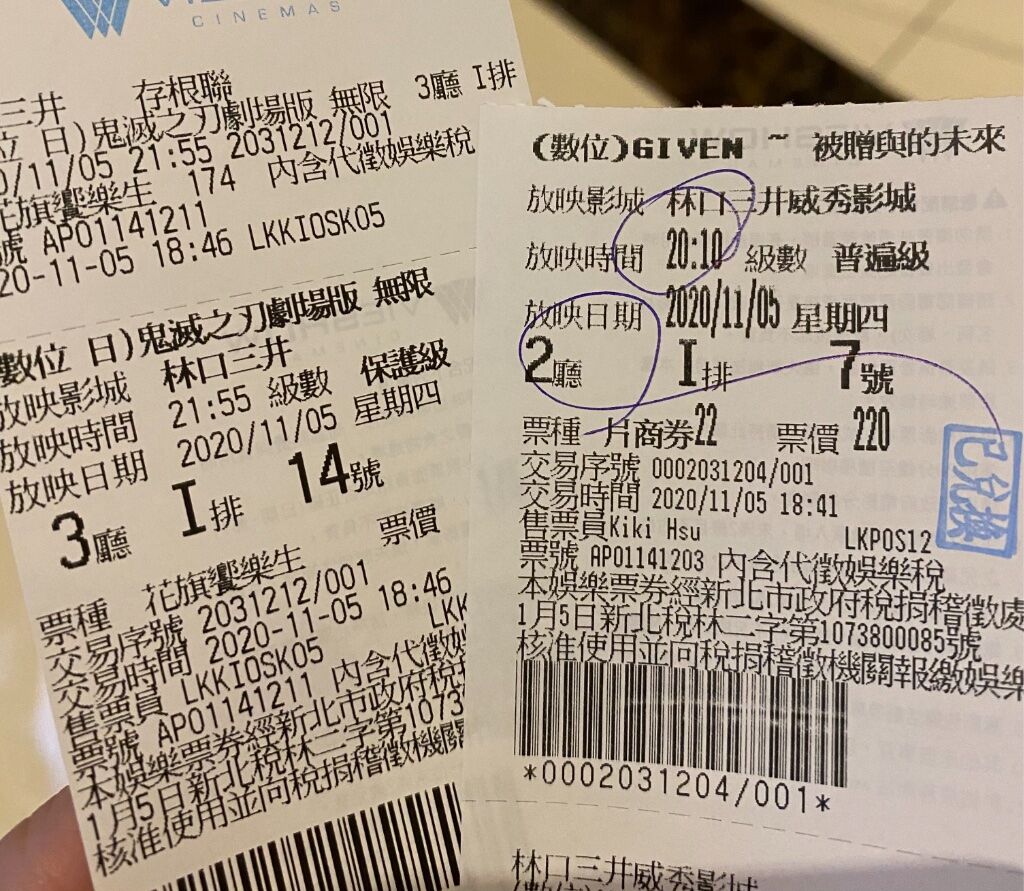 CINEMAS
三井 存根聯
日)鬼滅之刃劇場版 無限 3廳 I排
0/11/05 21:55 2031212/001
花旗饗樂生 174 內含代徵娛樂稅
號 AP01141211
20-11-05 18:46 LKKIOSK05
數位 日)鬼滅之刃劇場版 無限
放映影城 林口三井
放映時間 21:55 級數 保護級
放映日期 2020/11/05 星期四
3廳 I排 14號
票種 花旗饗樂生 票價
交易序號 2031212/001
交易時間 2020-11-05 18:46
售票員 LKKIOSK05 LKK
票號 AP01141211 內含代徵娛
本娛樂票券經新北市政府稅
1月5日新北稅林二字第1073
核准使用並向稅捐稽徵機關
(數位)GIVEN ~ 被贈與的未來
放映影城 林口三井威秀影城
放映時間 20:10 級數 普遍級
放映日期 2020/11/05 星期四
2廳 I排 7號
票種 片商券22 票價 220
交易序號 0002031204/001
交易時間 2020/11/05 18:41
售票員Kiki Hsu LKPOS12
票號 AP01141203 內含代徵娛樂稅
本娛樂票券經新北市政府稅捐稽徵處
1月5日新北稅林二字第1073800085號
核准使用並向稅捐稽徵機關報繳娛樂
已兌換
*0002031204/001*
林口三井威秀影城